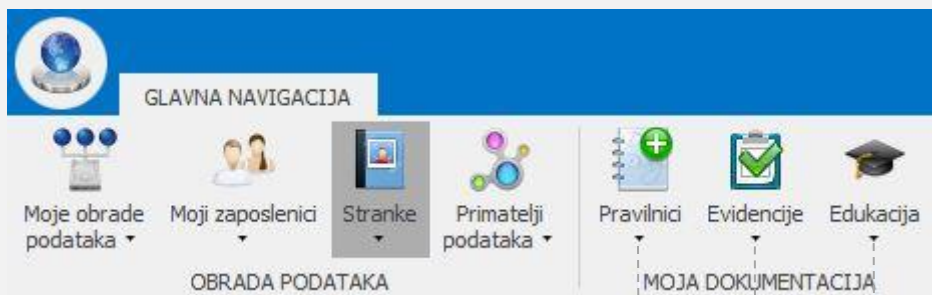 GLAVNA NAVIGACIJA
Moje obrade
podataka
Moji zaposlenici
Stranke
Primatelji
podataka
Pravilnici
Evidencije
Edukacija
OBRADA PODATAKA
MOJA DOKUMENTACIJA